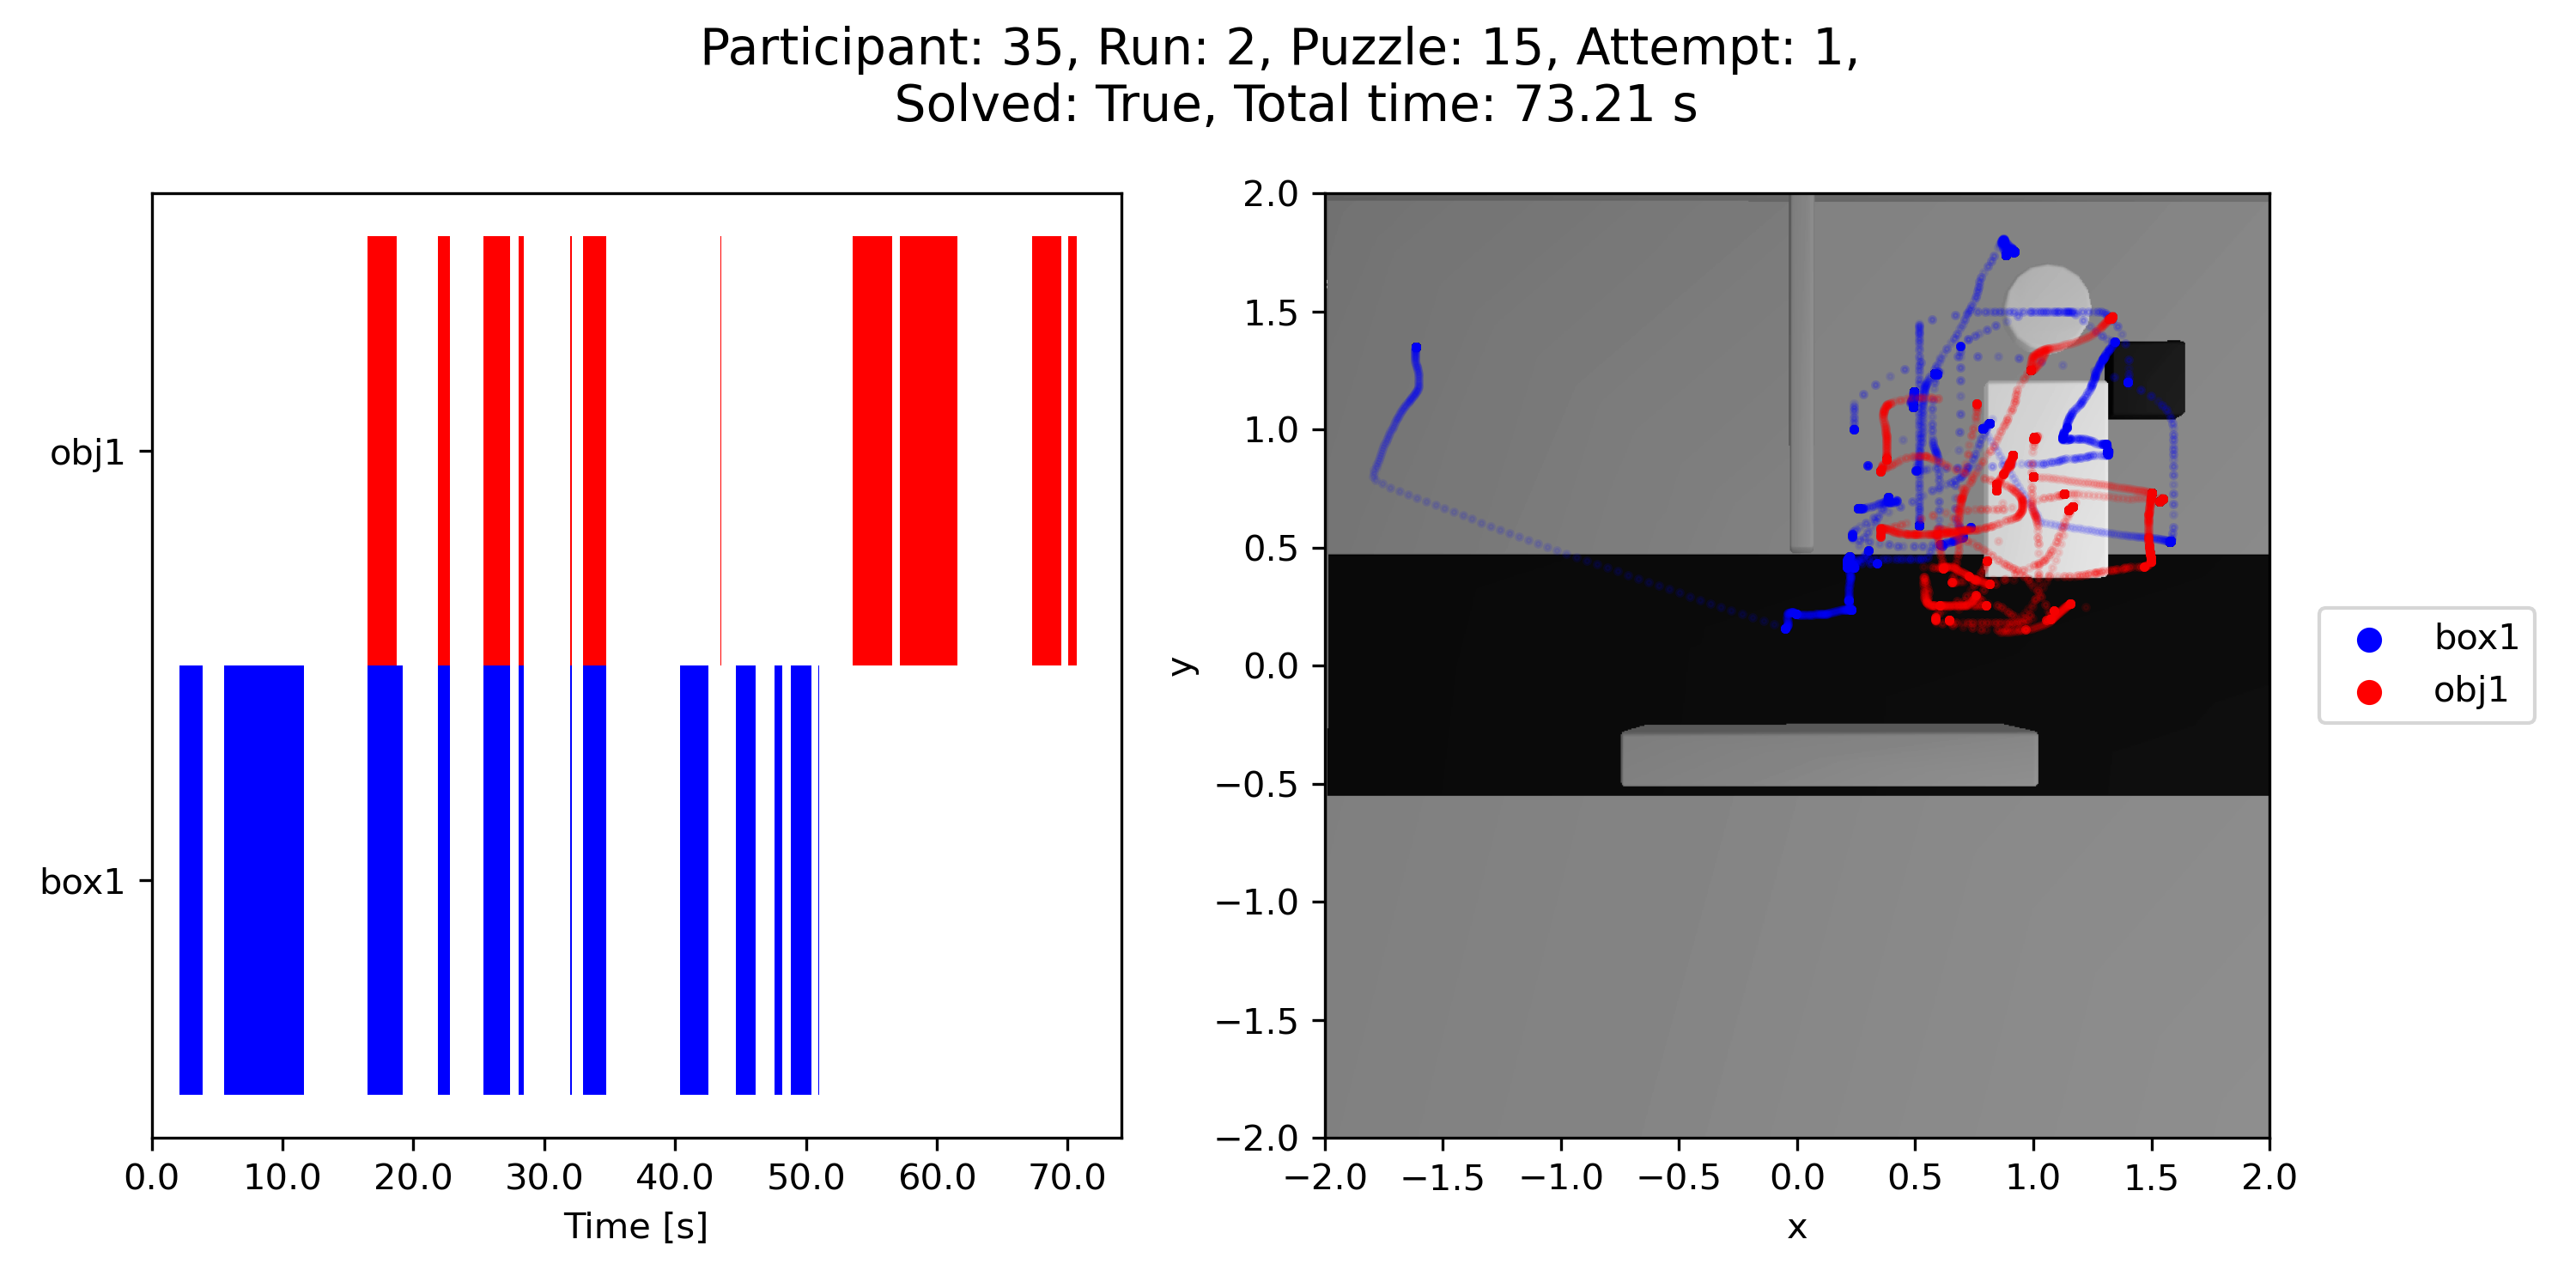 Participant: 35, Run: 2, Puzzle: 15, Attempt: 1,
Solved: True, Total time: 73.21 s
obj1
box1
0.0 10.0 20.0 30.0 40.0 50.0 60.0 70.0
Time [s]
2.0
1.5
1.0
0.5
0.0
−0.5
−1.0
−1.5
−2.0
y
−2.0 −1.5 −1.0 −0.5 0.0 0.5 1.0 1.5 2.0
x
box1
obj1